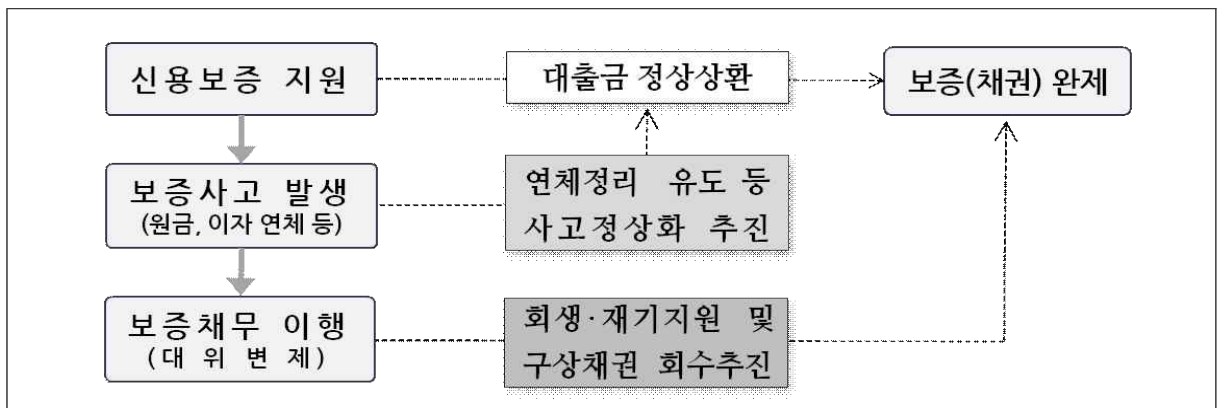 신용보증 지원
대출금 정상상환
보증(채권) 완제
보증사고 발생
(원금, 이자 연체 등)
연체정리 유도 등
사고정상화 추진
보증채무 이행
(대 위 변 제)
회생·재기지원 및
구상채권 회수추진